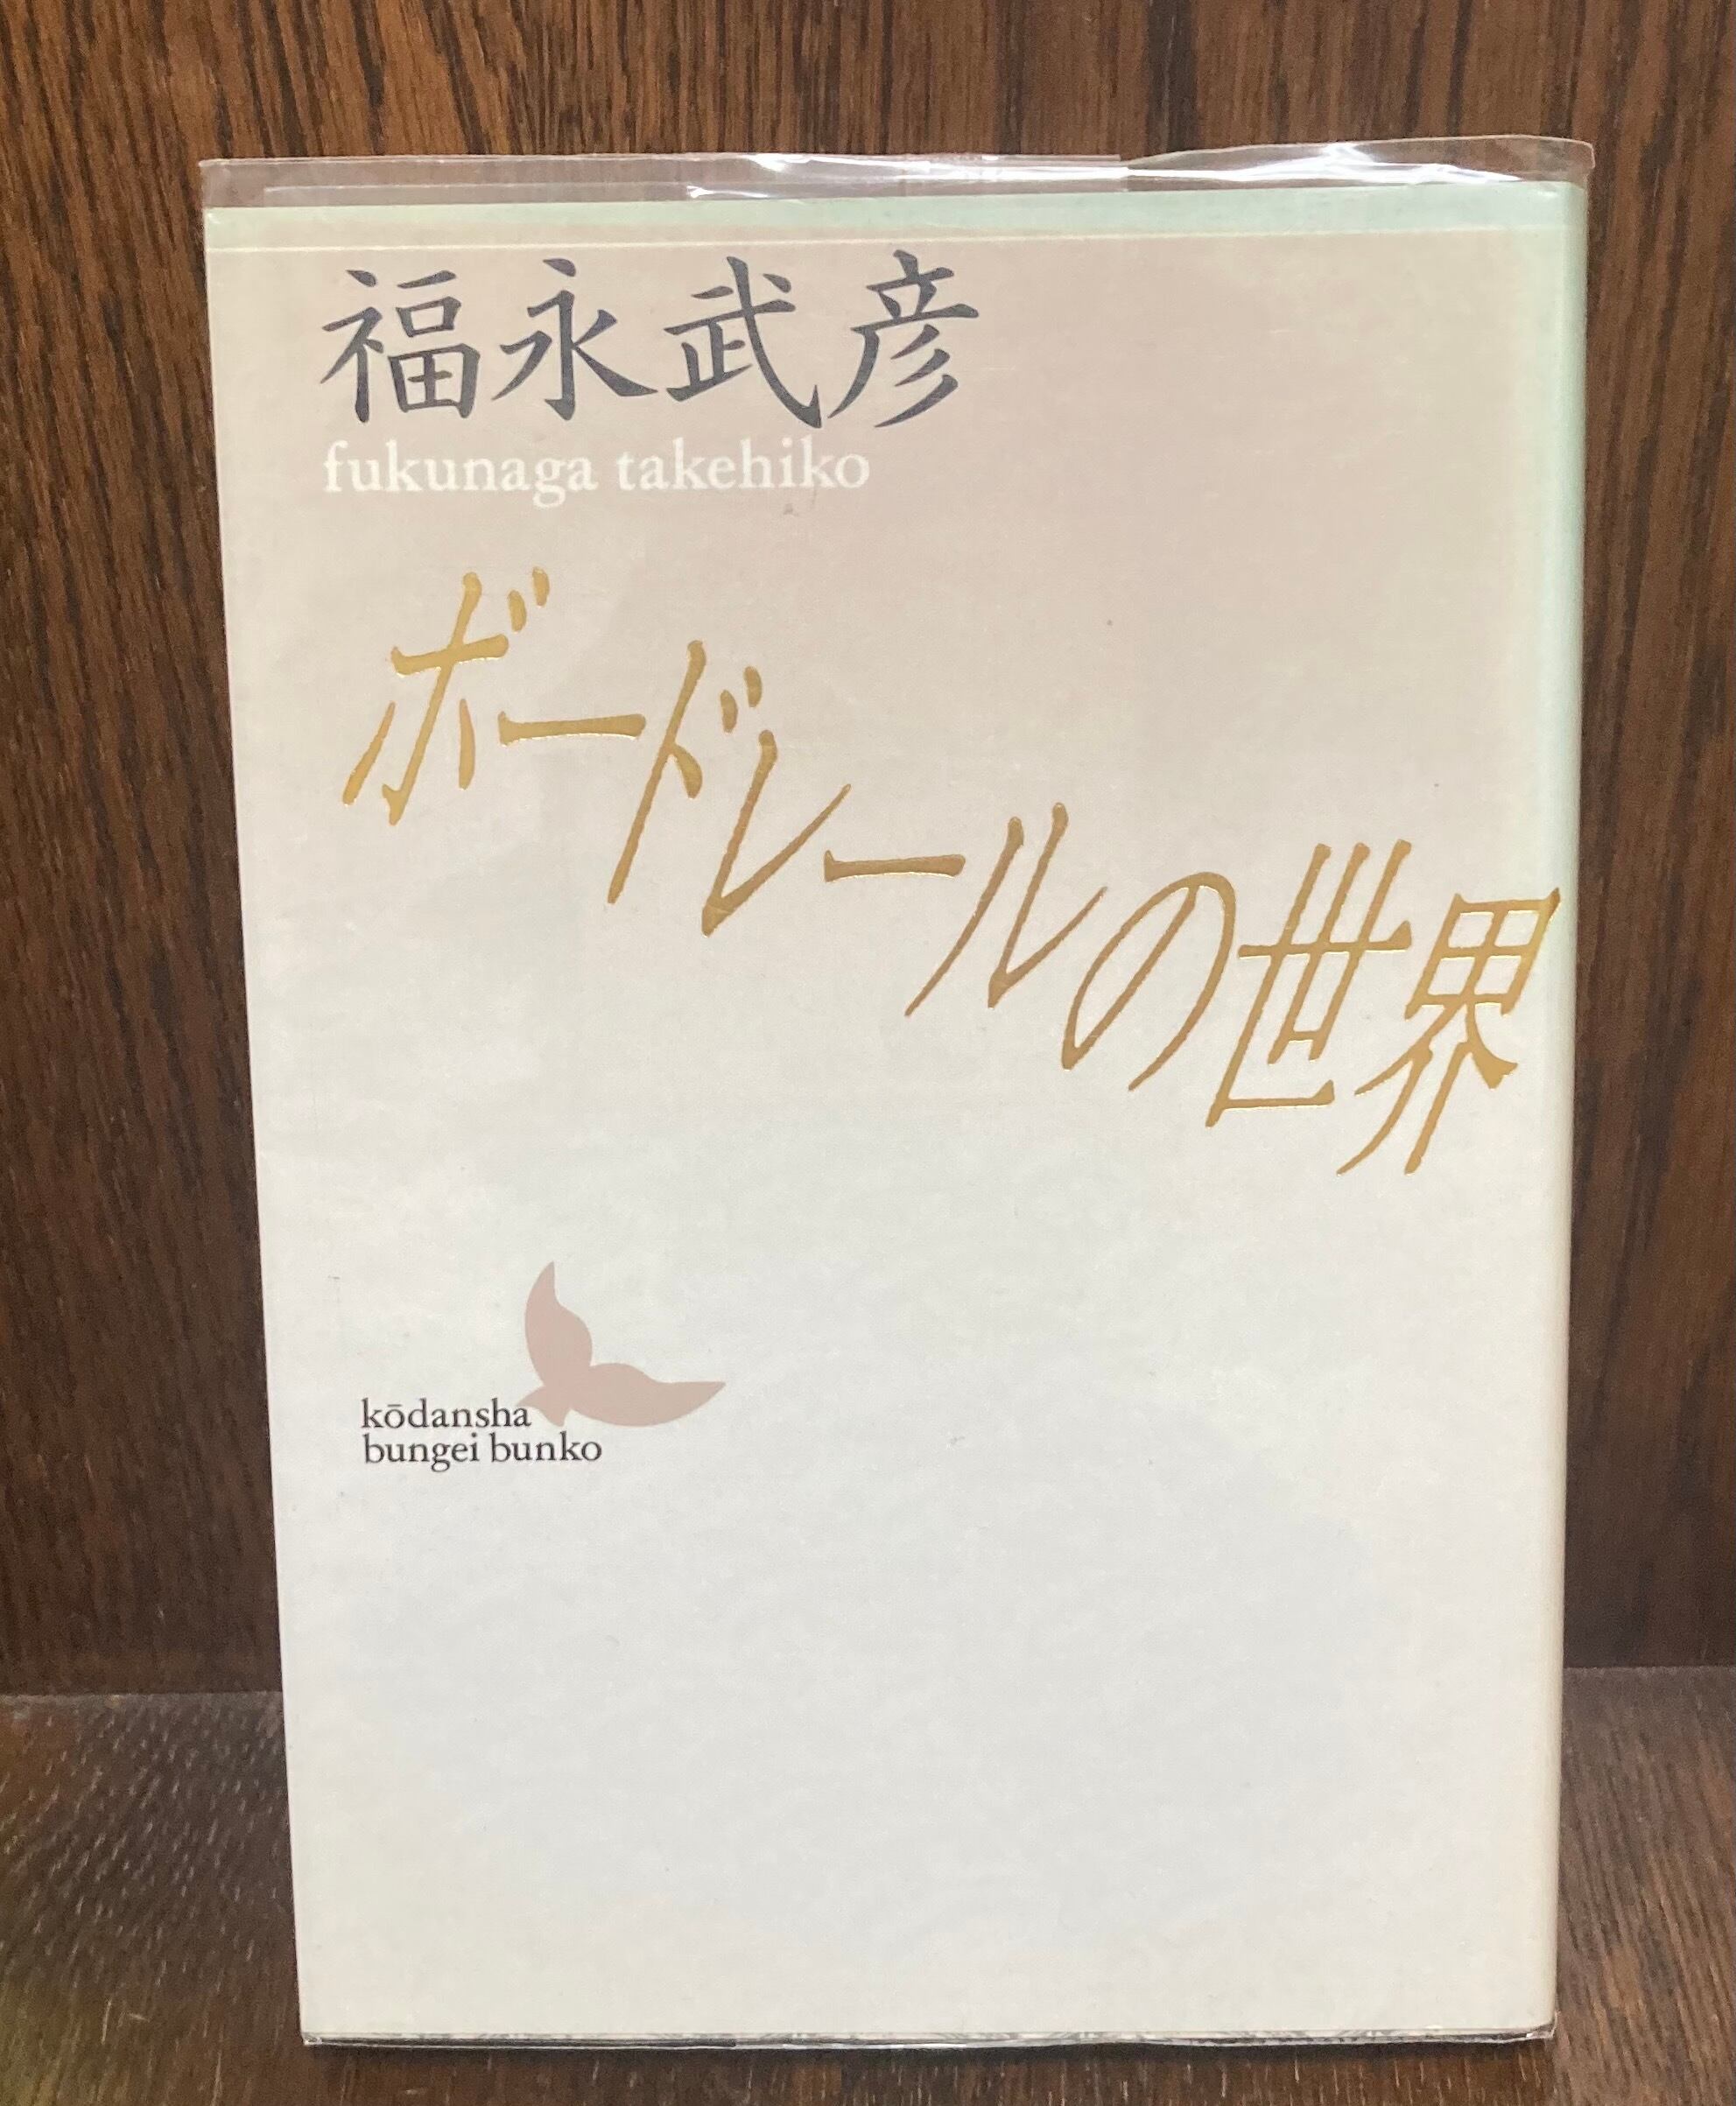 福永武彦
fukunaga takehiko
ボードレールの世界
kōdansha
bungei bunko